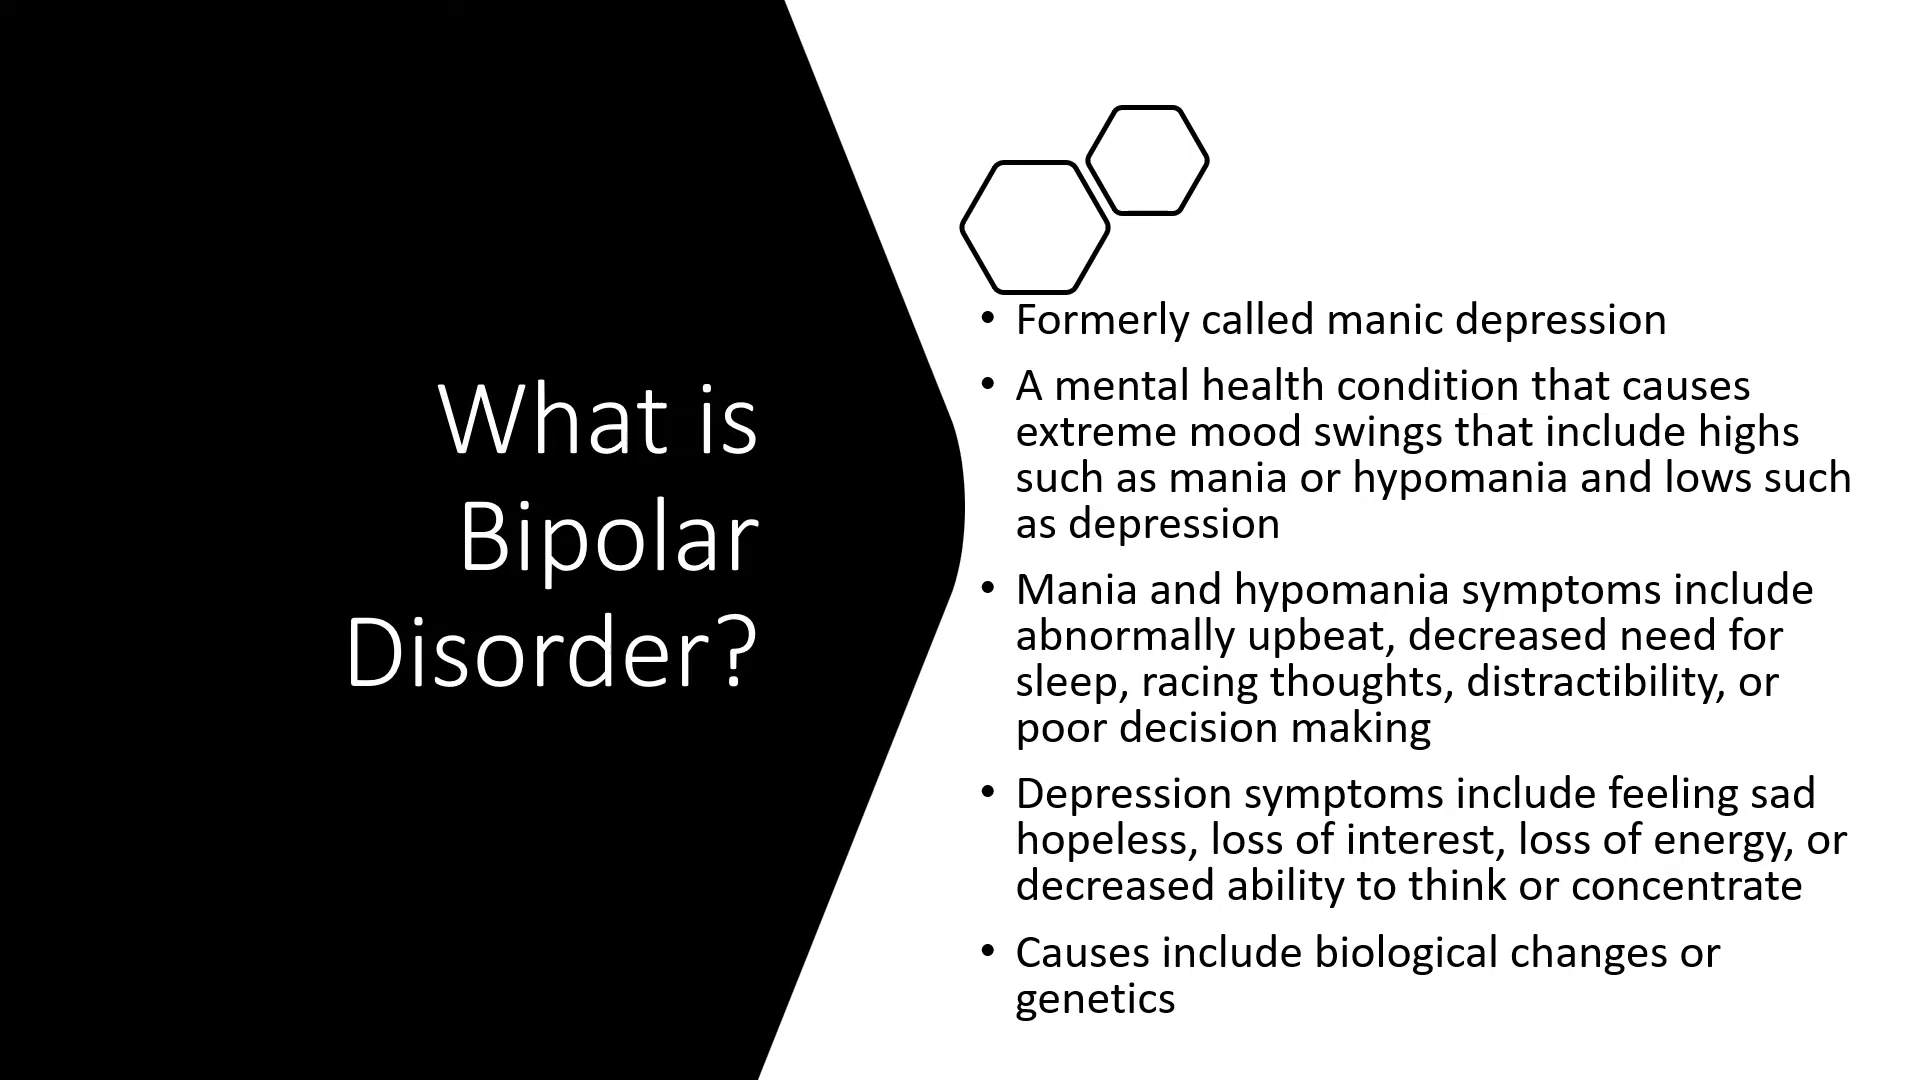 What is
Bipolar
Disorder?
• Formerly called manic depression
• A mental health condition that causes
extreme mood swings that include highs
such as mania or hypomania and lows such
as depression
• Mania and hypomania symptoms include
abnormally upbeat, decreased need for
sleep, racing thoughts, distractibility, or
poor decision making
• Depression symptoms include feeling sad
hopeless, loss of interest, loss of energy, or
decreased ability to think or concentrate
• Causes include biological changes or
genetics